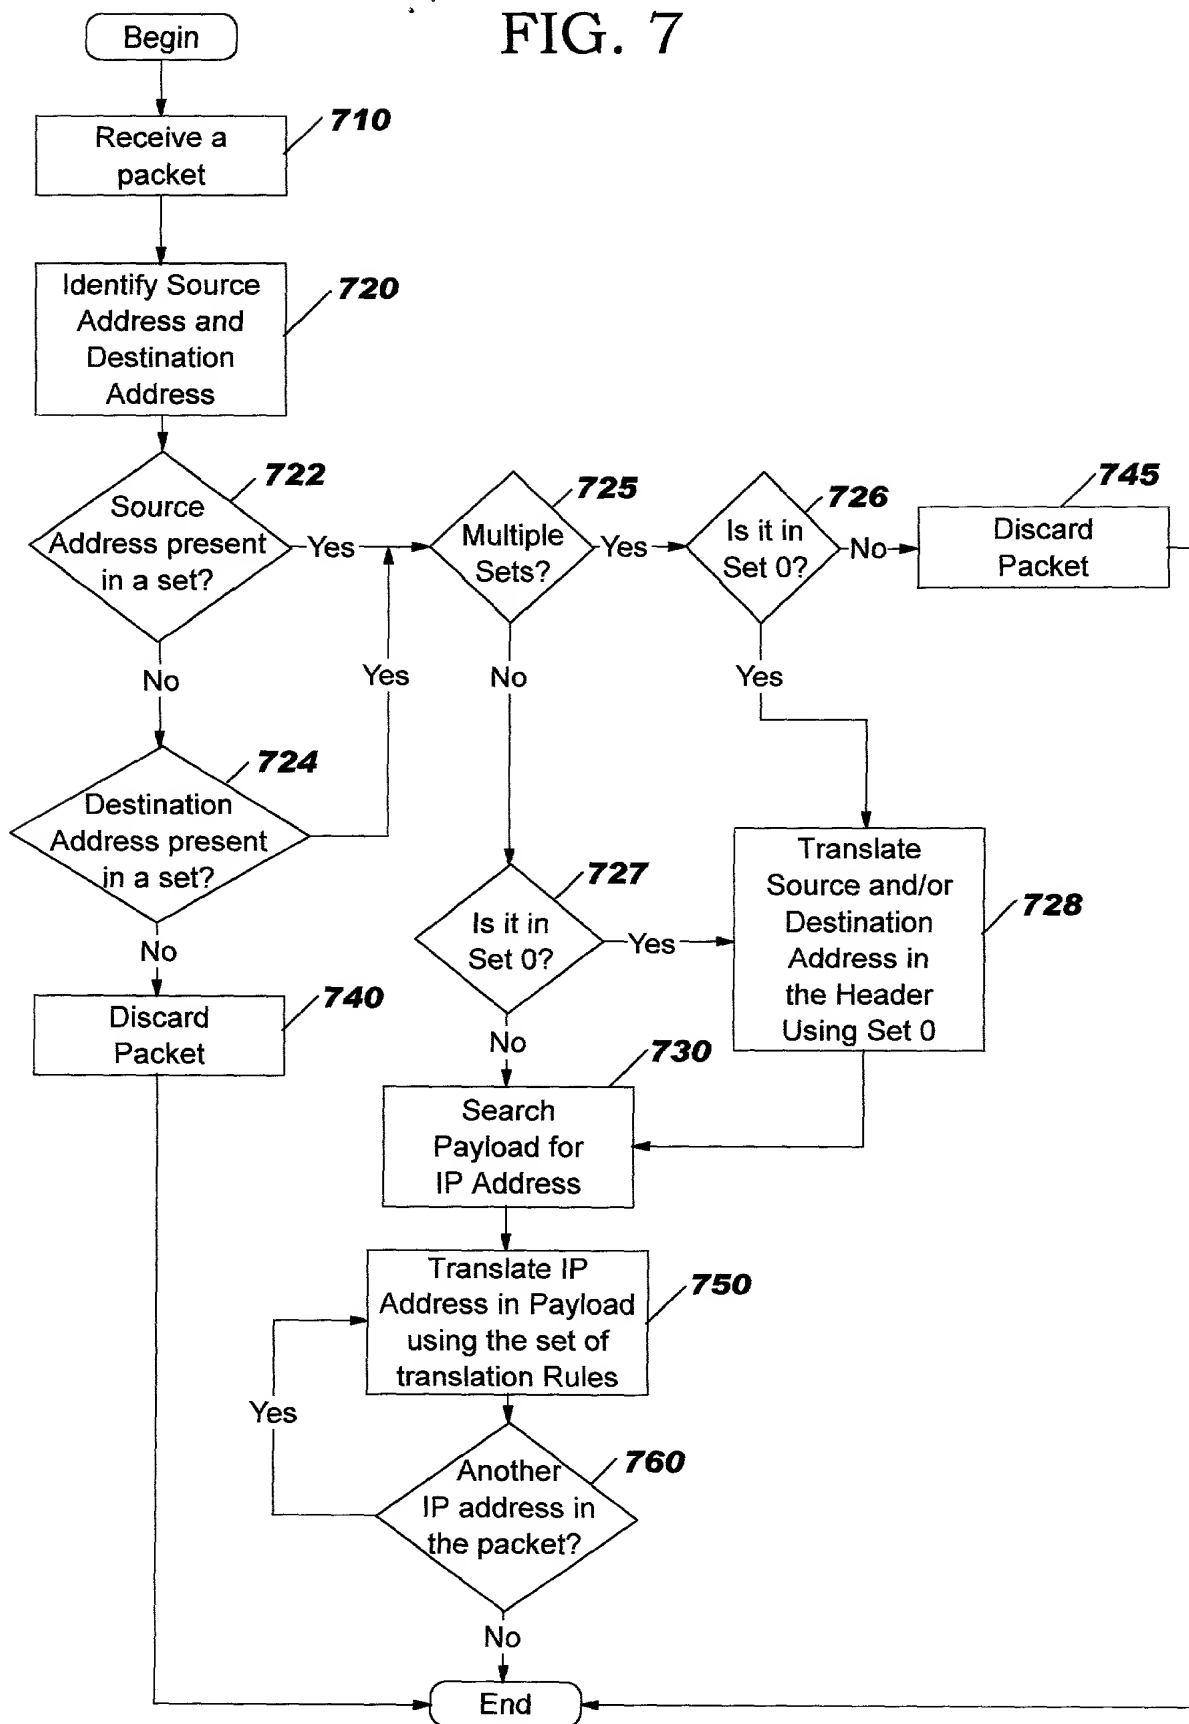 FIG. 7
Begin
710
Receive a
packet
720
Identify Source
Address and
Destination
Address
722
Source
Address present
in a set?
Yes
No
725
Multiple
Sets?
Yes
No
726
Is it in
Set 0?
No
Yes
745
Discard
Packet
Yes
724
Destination
Address present
in a set?
No
727
Is it in
Set 0?
Yes
No
728
Translate
Source and/or
Destination
Address in
the Header
Using Set 0
740
Discard
Packet
730
Search
Payload for
IP Address
750
Translate IP
Address in Payload
using the set of
translation Rules
Yes
760
Another
IP address in
the packet?
No
End